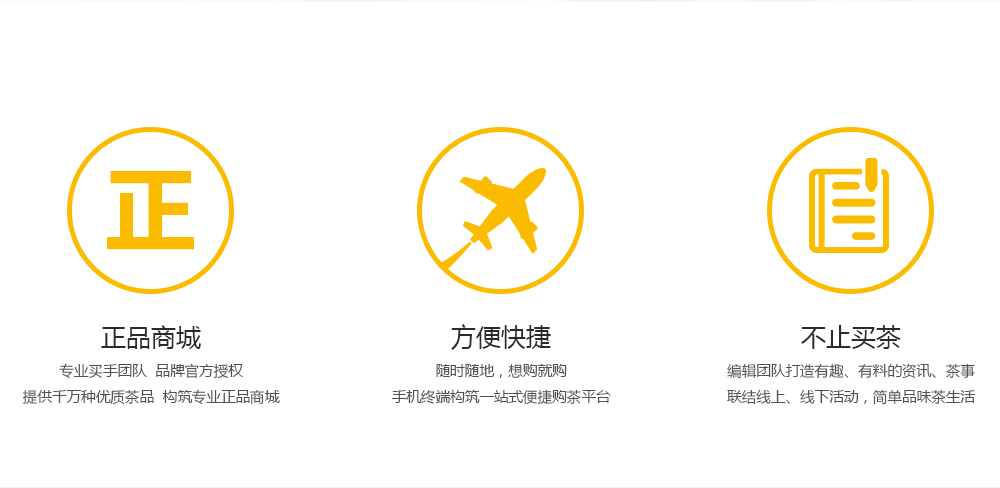 正
正品商城
专业买手团队 品牌官方授权
提供千万种优质茶品 构筑专业正品商城
方便快捷
随时随地，想购就购
手机终端构筑一站式便捷购茶平台
不止买茶
编辑团队打造有趣、有料的资讯、茶事
联结线上、线下活动，简单品味茶生活